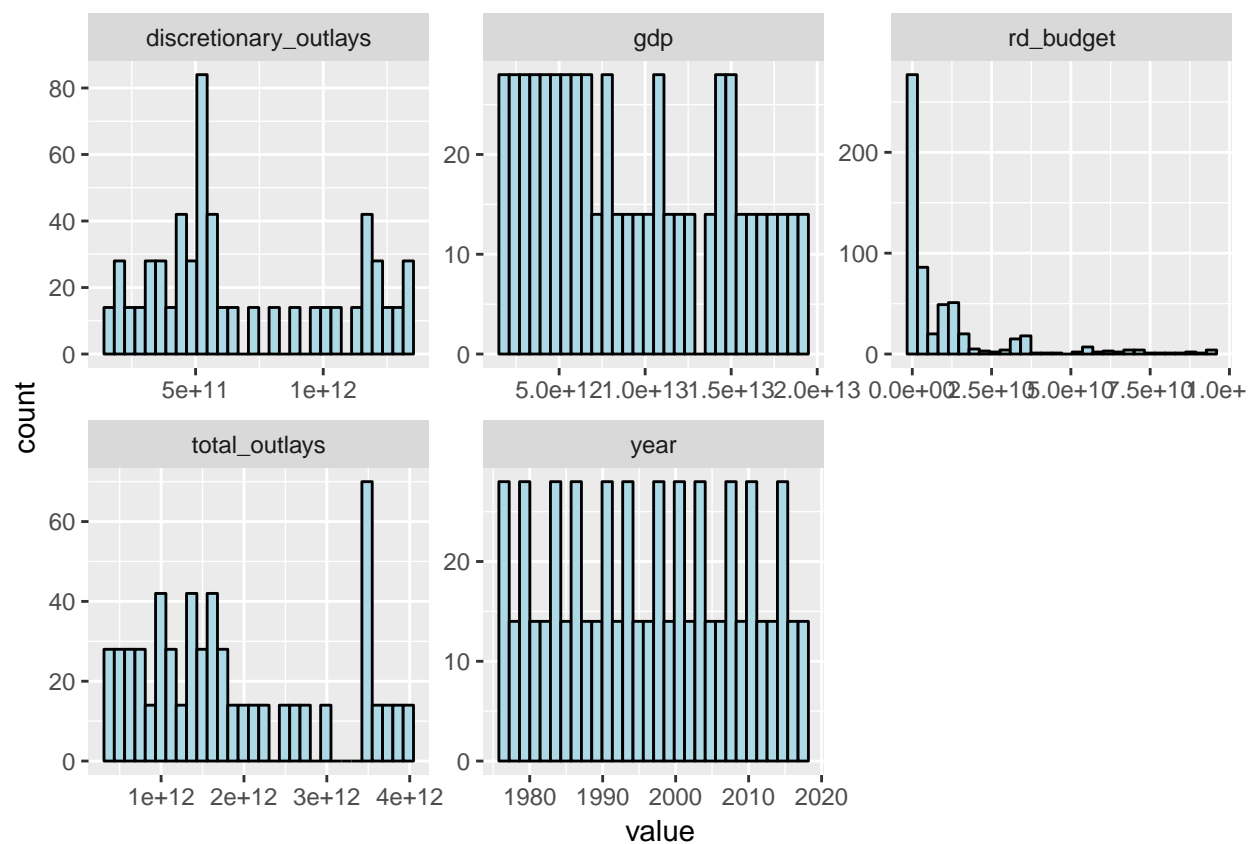 discretionary_outlays
gdp
rd_budget
80
60
40
20
0
20
10
0
200
100
0
5e+11 1e+12
5.0e+12 1.0e+13 1.5e+13 2.0e+13
0.0e+00 2.5e+10 5.0e+10 7.5e+10 1.0e+
total_outlays
year
60
40
20
0
20
10
0
1e+12 2e+12 3e+12 4e+12
1980 1990 2000 2010 2020
count
value